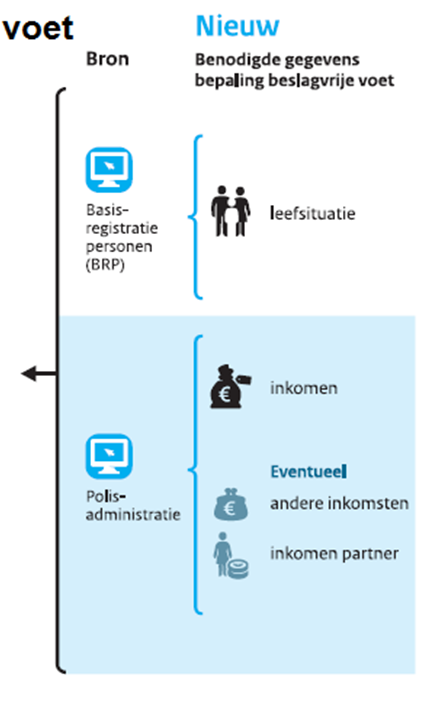 voet
Nieuw
Bron
Benodigde gegevens
bepaling beslagvrije voet
Basis-
registratie
personen
(BRP)
leefsituatie
inkomen
Polis-
administratie
Eventueel
andere inkomsten
inkomen partner